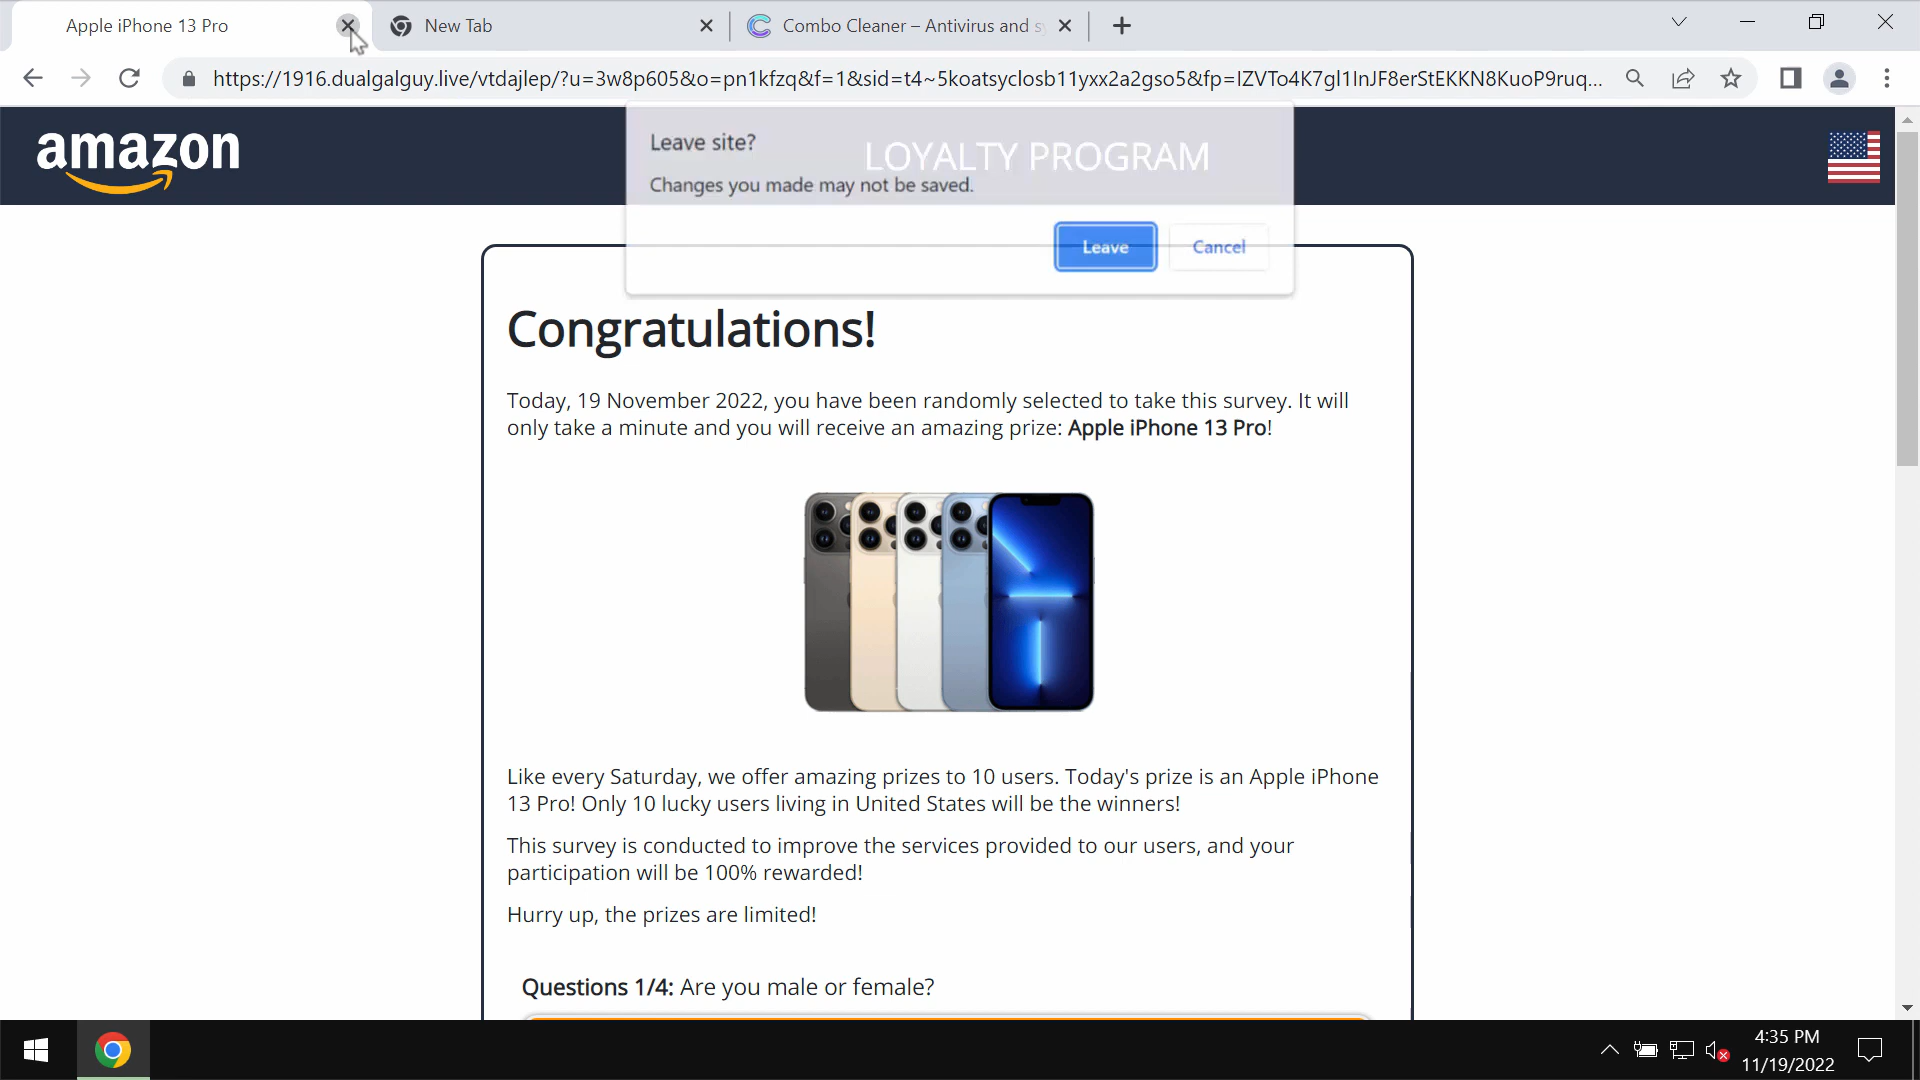 Apple iPhone 13 Pro
New Tab
Combo Cleaner – Antivirus and sy
https://1916.dualgalguy.live/vtdajlep/?u=3w8p605&o=pn1kfzq&f=1&sid=t4~5koatsyclosb11yxx2a2gso5&fp=IZVTo4K7gl1InJF8erStEKKN8KuoP9ruq...
amazon
Leave site?
LOYALTY PROGRAM
Changes you made may not be saved.
Leave
Cancel
Congratulations!
Today, 19 November 2022, you have been randomly selected to take this survey. It will
only take a minute and you will receive an amazing prize: Apple iPhone 13 Pro!
Like every Saturday, we offer amazing prizes to 10 users. Today's prize is an Apple iPhone
13 Pro! Only 10 lucky users living in United States will be the winners!
This survey is conducted to improve the services provided to our users, and your
participation will be 100% rewarded!
Hurry up, the prizes are limited!
Questions 1/4: Are you male or female?
4:35 PM
11/19/2022